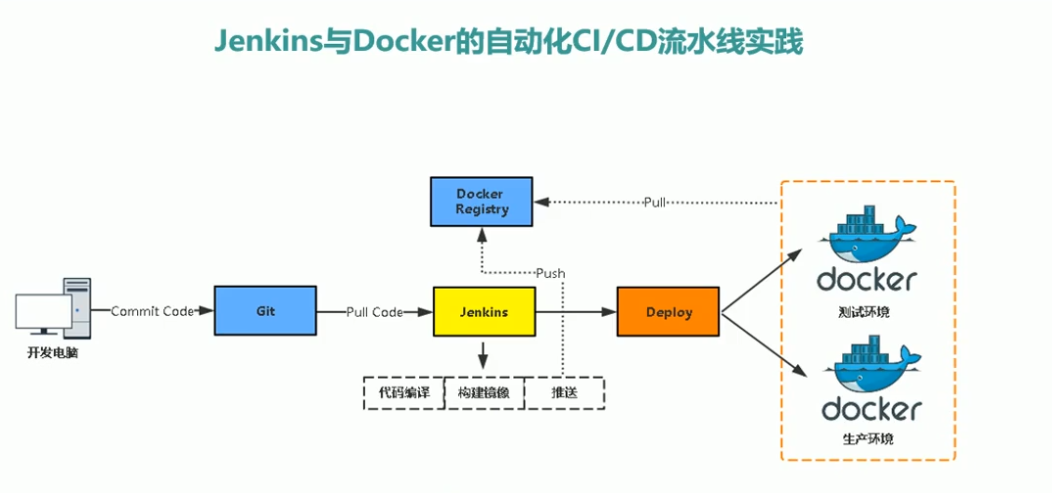 Jenkins与Docker的自动化CI/CD流水线实践
Docker
Registry
Pull
docker
测试环境
Push
Commit Code
Git
Pull Code
Jenkins
Deploy
开发电脑
代码编译
构建镜像
推送
docker
生产环境